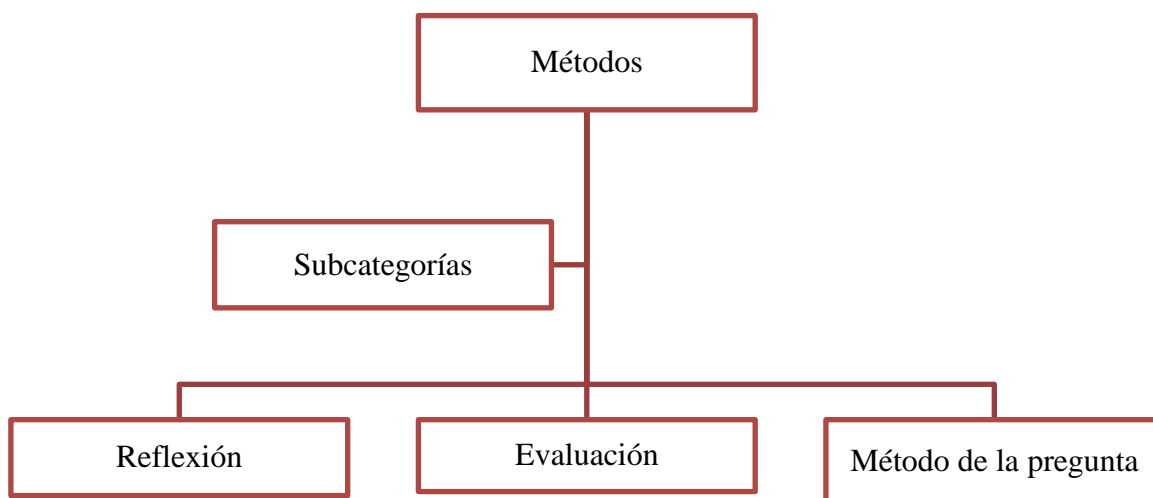 Métodos
Subcategorías
Reflexión
Evaluación
Método de la pregunta